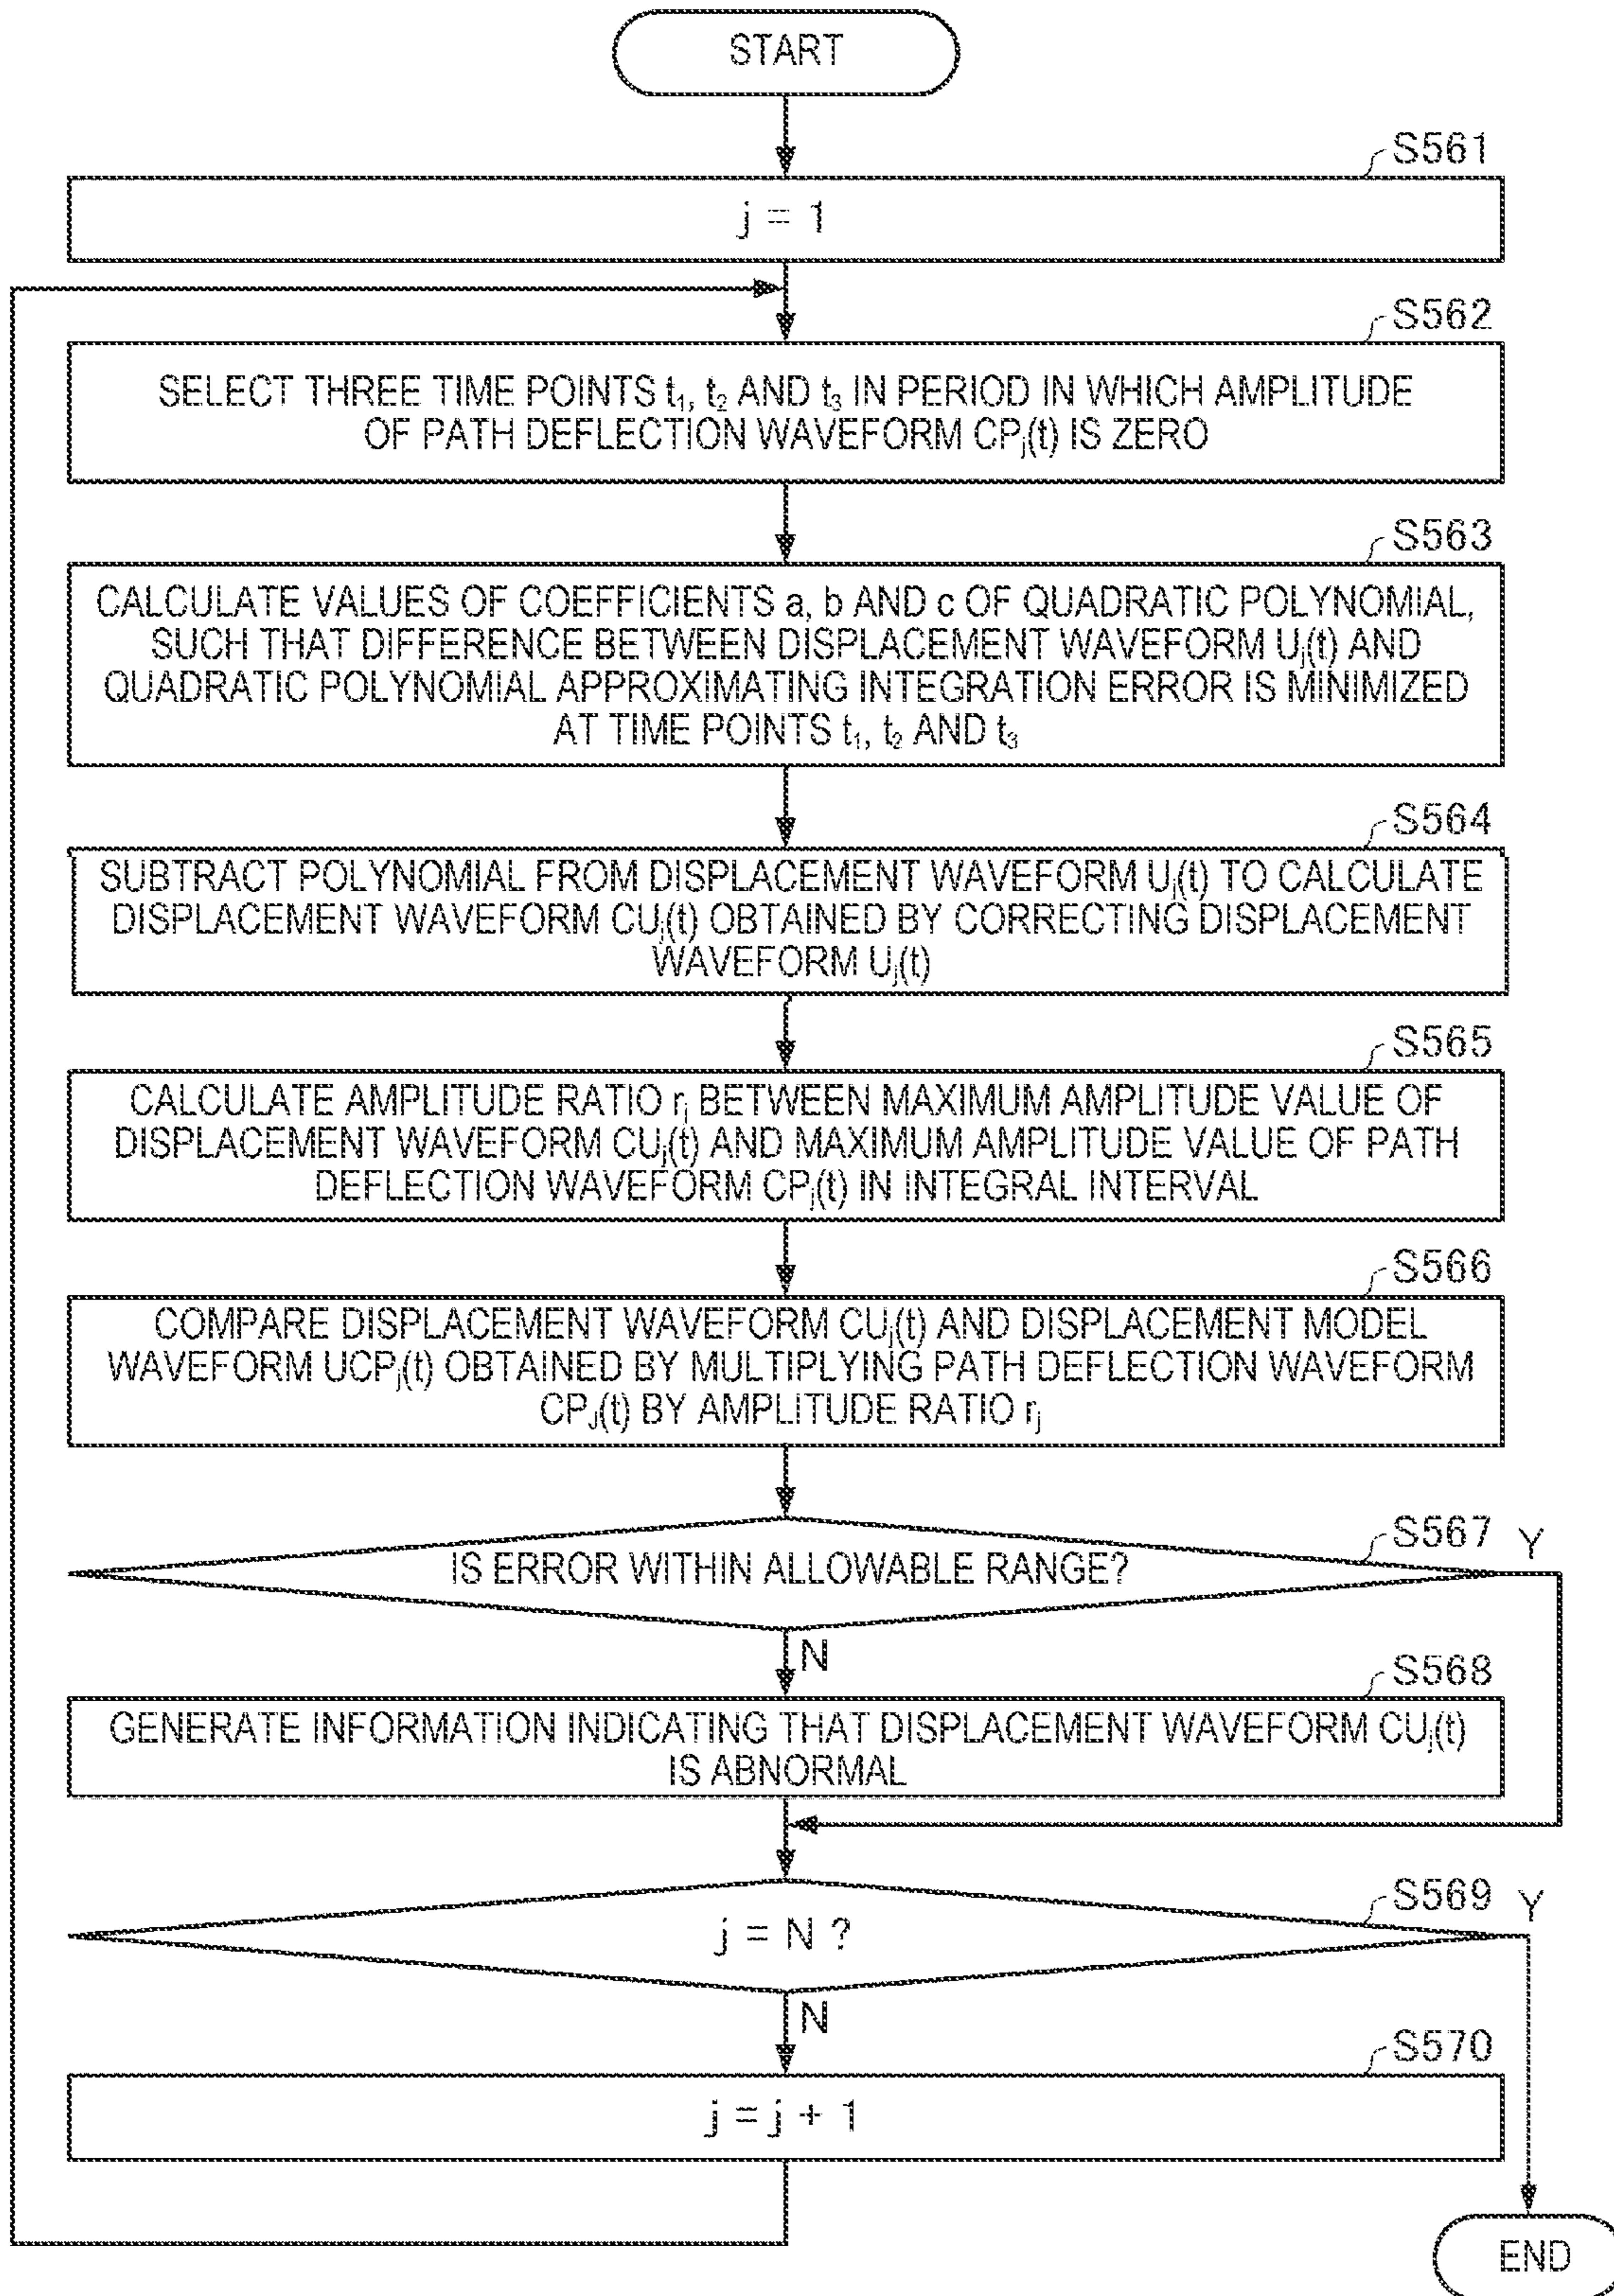 START
S561
j = 1
S562
SELECT THREE TIME POINTS t₁, t₂ AND t₃ IN PERIOD IN WHICH AMPLITUDE
OF PATH DEFLECTION WAVEFORM CPⱼ(t) IS ZERO
S563
CALCULATE VALUES OF COEFFICIENTS a, b AND c OF QUADRATIC POLYNOMIAL,
SUCH THAT DIFFERENCE BETWEEN DISPLACEMENT WAVEFORM Uⱼ(t) AND
QUADRATIC POLYNOMIAL APPROXIMATING INTEGRATION ERROR IS MINIMIZED
AT TIME POINTS t₁, t₂ AND t₃
S564
SUBTRACT POLYNOMIAL FROM DISPLACEMENT WAVEFORM Uⱼ(t) TO CALCULATE
DISPLACEMENT WAVEFORM CUⱼ(t) OBTAINED BY CORRECTING DISPLACEMENT
WAVEFORM Uⱼ(t)
S565
CALCULATE AMPLITUDE RATIO rⱼ BETWEEN MAXIMUM AMPLITUDE VALUE OF
DISPLACEMENT WAVEFORM CUⱼ(t) AND MAXIMUM AMPLITUDE VALUE OF PATH
DEFLECTION WAVEFORM CPⱼ(t) IN INTEGRAL INTERVAL
S566
COMPARE DISPLACEMENT WAVEFORM CUⱼ(t) AND DISPLACEMENT MODEL
WAVEFORM UCPⱼ(t) OBTAINED BY MULTIPLYING PATH DEFLECTION WAVEFORM
CP_J(t) BY AMPLITUDE RATIO rⱼ
S567
Y
IS ERROR WITHIN ALLOWABLE RANGE?
N
S568
GENERATE INFORMATION INDICATING THAT DISPLACEMENT WAVEFORM CUⱼ(t)
IS ABNORMAL
S569
Y
j = N ?
N
S570
j = j + 1
END